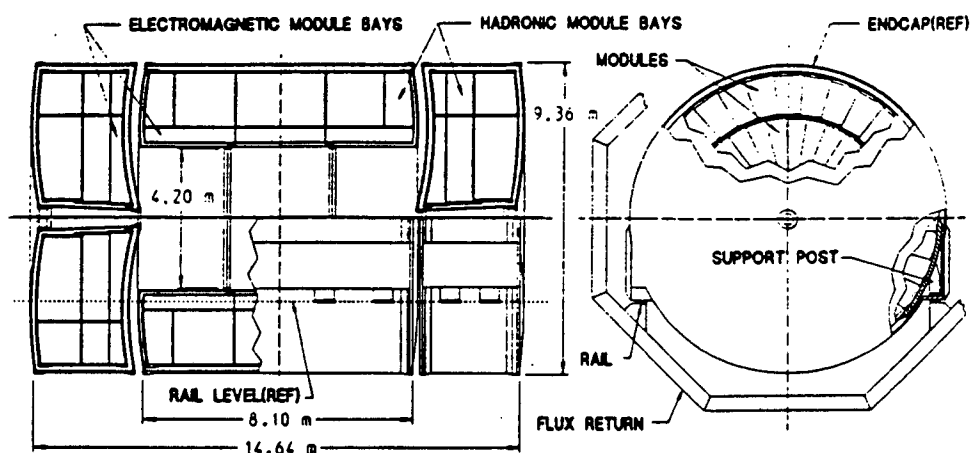 ELECTROMAGNETIC MODULE BAYS
HADRONIC MODULE BAYS
ENDCAP(REF)
MODULES
9.36 m
4.20 m
SUPPORT POST
RAIL
RAIL LEVEL(REF)
8.10 m
FLUX RETURN
14.64 m